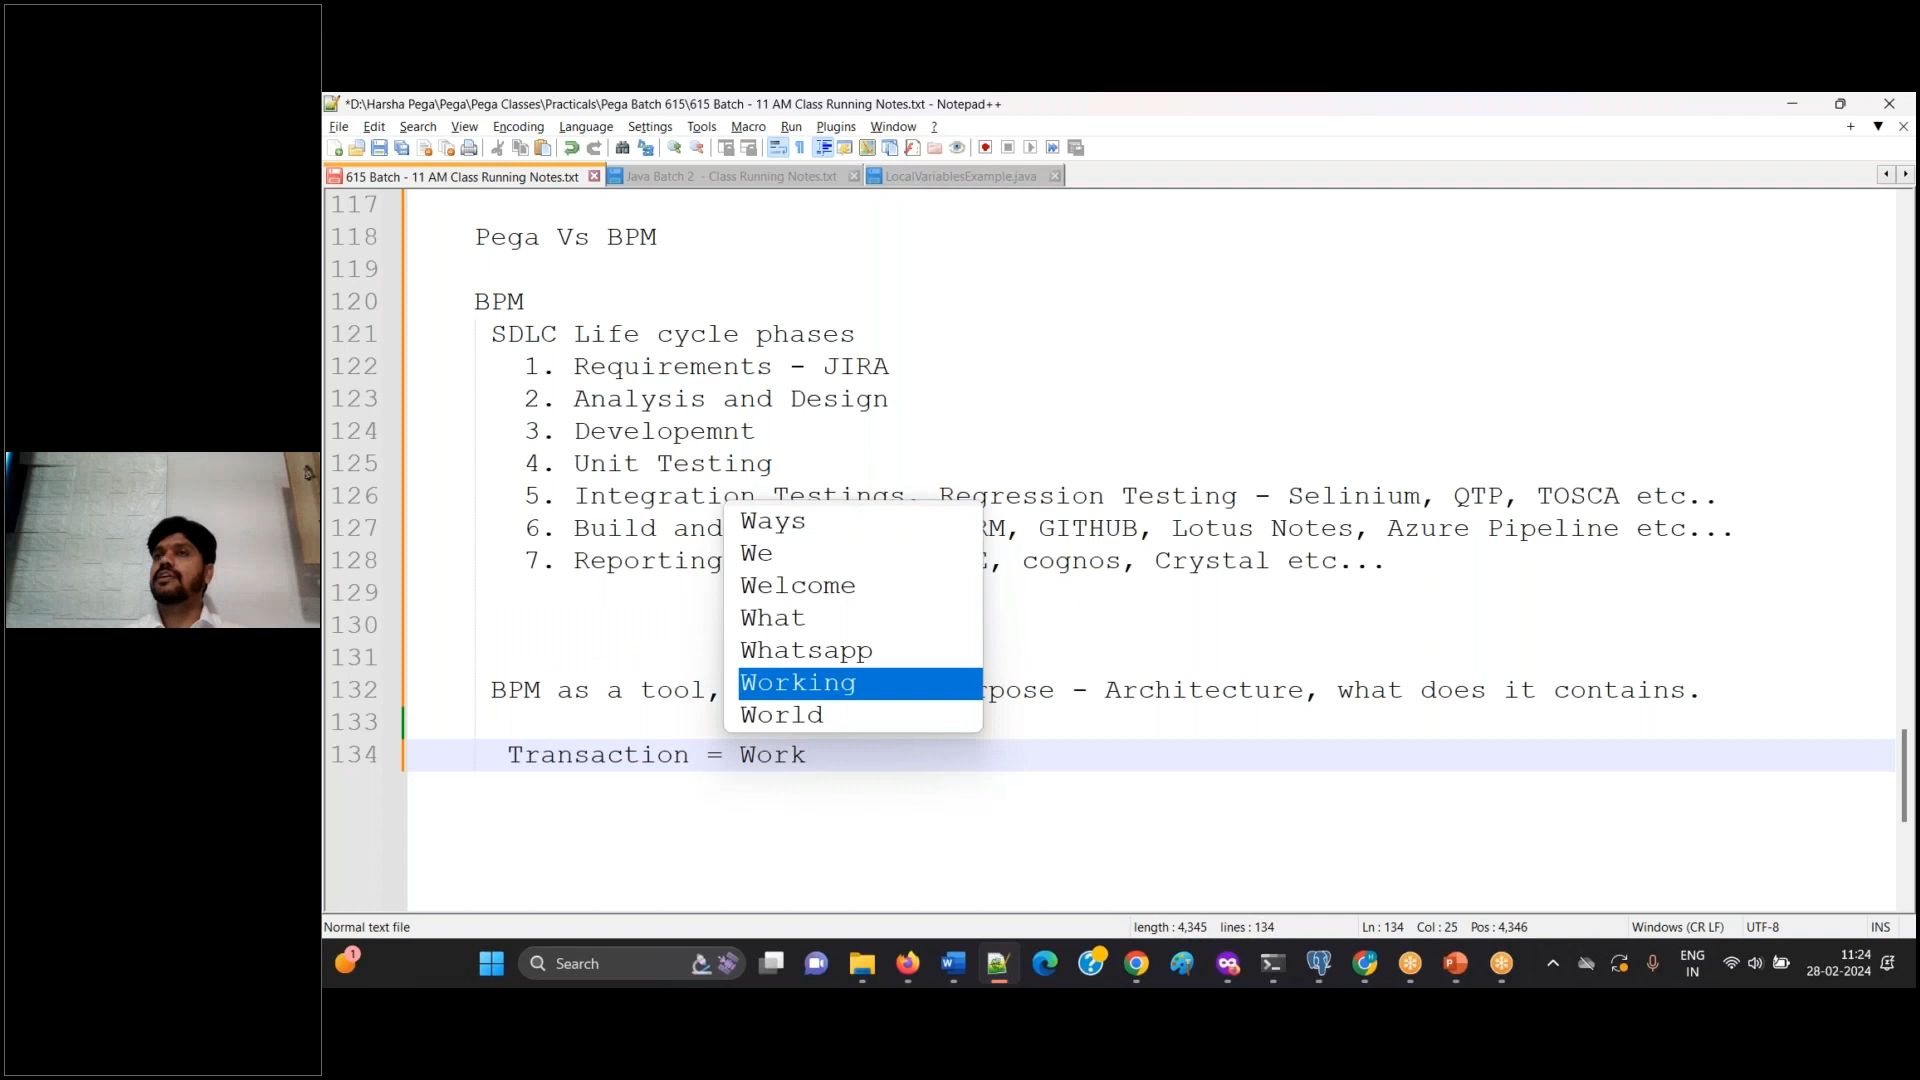 *D:\Harsha Pega\Pega\Pega Classes\Practicals\Pega Batch 615\615 Batch - 11 AM Class Running Notes.txt - Notepad++
File Edit Search View Encoding Language Settings Tools Macro Run Plugins Window ?
615 Batch - 11 AM Class Running Notes.txt Java Batch 2 - Class Running Notes.txt LocalVariablesExample.java
117
118 Pega Vs BPM
119
120 BPM
121 SDLC Life cycle phases
122 1. Requirements - JIRA
123 2. Analysis and Design
124 3. Developemnt
125 4. Unit Testing
126 5. Integration Testings, Regression Testing - Selinium, QTP, TOSCA etc..
127 6. Build and RM, GITHUB, Lotus Notes, Azure Pipeline etc...
128 7. Reporting , cognos, Crystal etc...
129
130
131
132 BPM as a tool, rpose - Architecture, what does it contains.
133
134 Transaction = Work
Ways
We
Welcome
What
Whatsapp
Working
World
Normal text file length : 4,345 lines : 134 Ln : 134 Col : 25 Pos : 4,346 Windows (CR LF) UTF-8 INS
1 Search ENG IN 11:24 28-02-2024